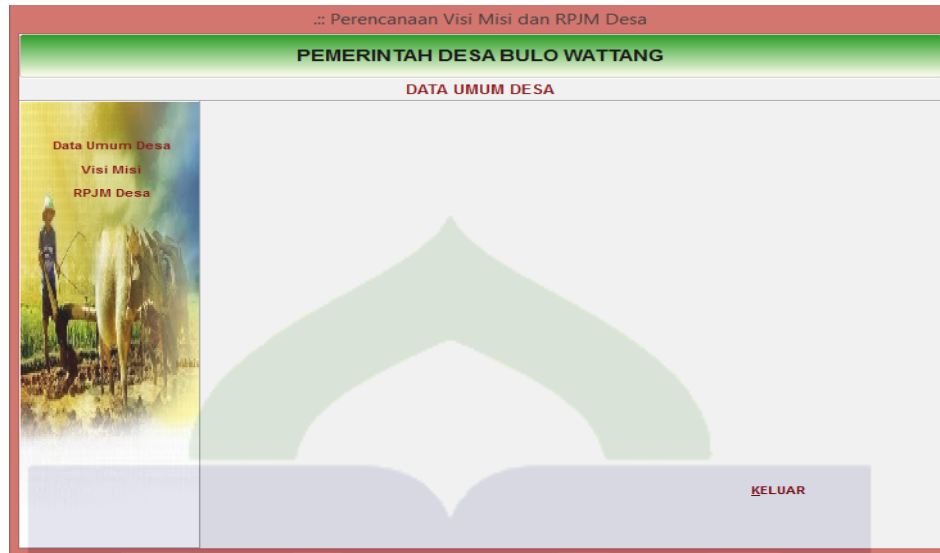 .:: Perencanaan Visi Misi dan RPJM Desa
PEMERINTAH DESA BULO WATTANG
DATA UMUM DESA
Data Umum Desa
Visi Misi
RPJM Desa
KELUAR